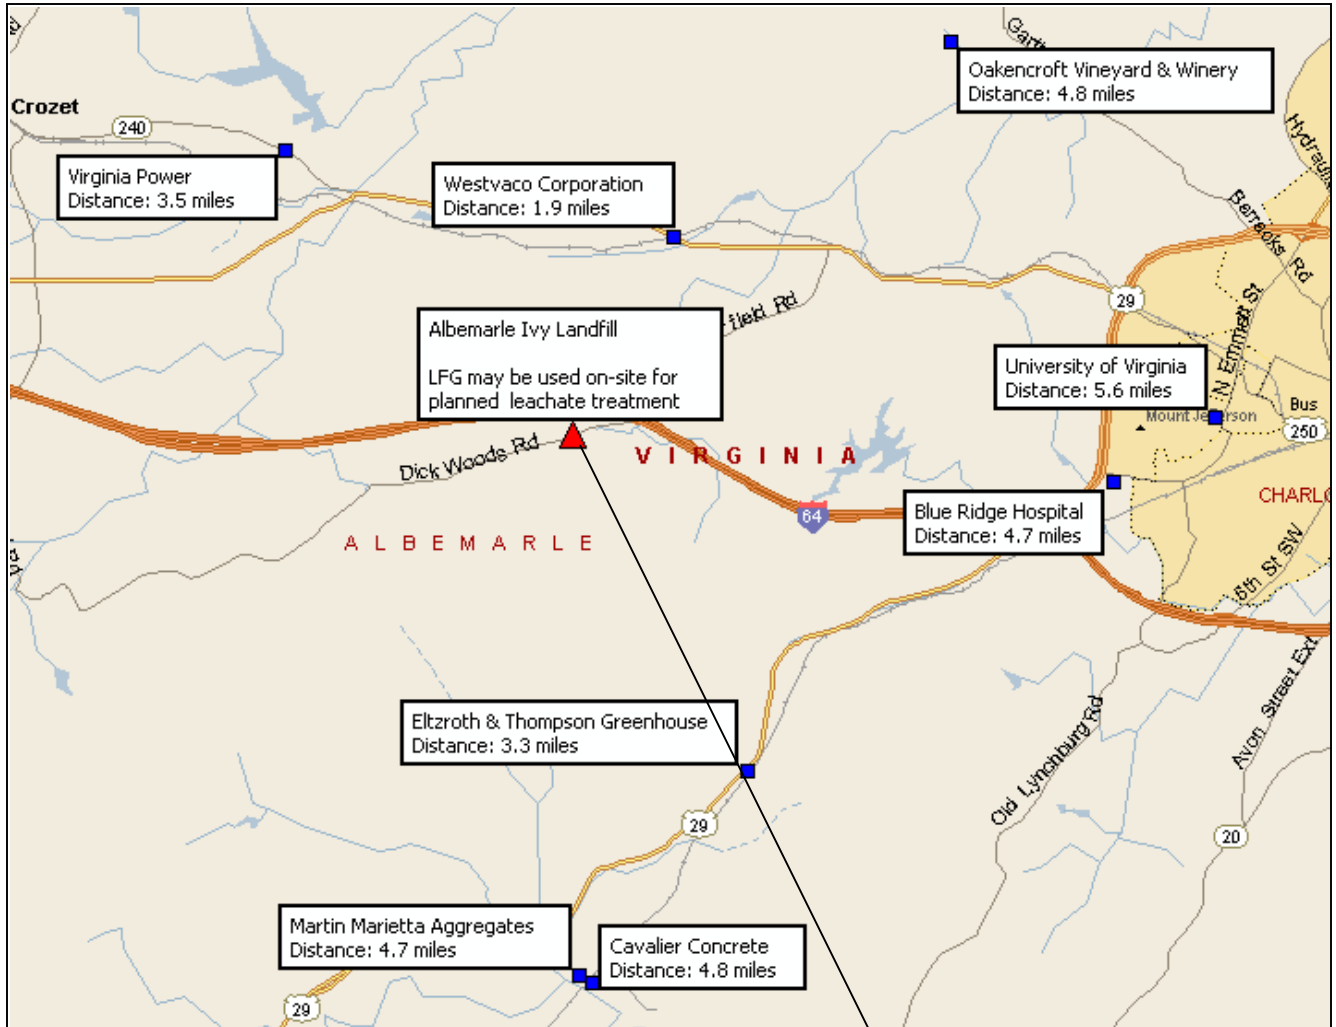 Crozet
240
Garth
Oakencroft Vineyard & Winery
Distance: 4.8 miles
Virginia Power
Distance: 3.5 miles
Westvaco Corporation
Distance: 1.9 miles
Barracks Rd
29
N Emmett St
Albemarle Ivy Landfill
LFG may be used on-site for
planned leachate treatment
field Rd
University of Virginia
Distance: 5.6 miles
Mount Jefferson
Bus
250
Dick Woods Rd
VIRGINIA
64
Blue Ridge Hospital
Distance: 4.7 miles
CHARLO
ALBEMARLE
Rd
5th St SW
Eltzroth & Thompson Greenhouse
Distance: 3.3 miles
Old Lynchburg Rd
Avon Street Ext
29
20
Martin Marietta Aggregates
Distance: 4.7 miles
Cavalier Concrete
Distance: 4.8 miles
29